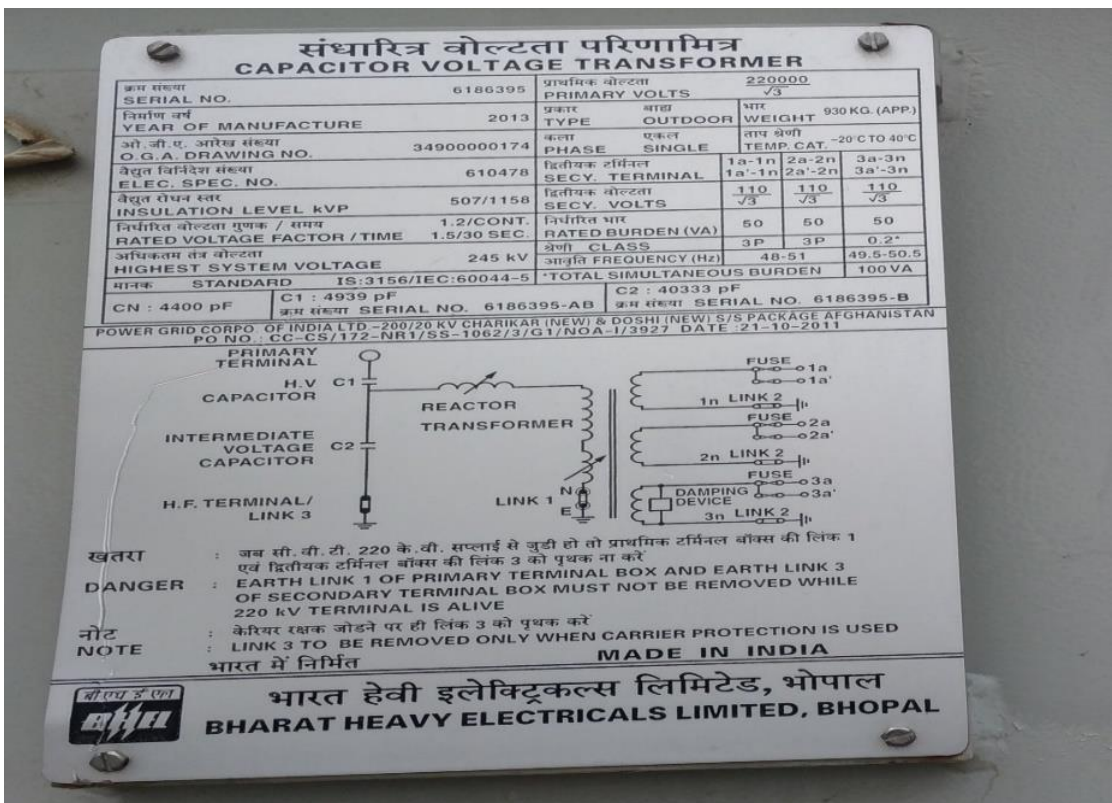 संधारित्र वोल्टता परिणामित्र
CAPACITOR VOLTAGE TRANSFORMER
क्रम संख्या
SERIAL NO. 6186395
निर्माण वर्ष
YEAR OF MANUFACTURE 2013
ओ.जी.ए. आरेख संख्या
O.G.A. DRAWING NO. 34900000174
वैद्युत विनिर्देश संख्या
ELEC. SPEC. NO. 610478
वैद्युत रोधन स्तर
INSULATION LEVEL kVP 507/1158
निर्धारित वोल्टता गुणक / समय 1.2/CONT.
RATED VOLTAGE FACTOR / TIME 1.5/30 SEC.
अधिकतम तंत्र वोल्टता
HIGHEST SYSTEM VOLTAGE 245 kV
मानक STANDARD IS:3156/IEC:60044-5
प्राथमिक वोल्टता 220000
PRIMARY VOLTS √3
प्रकार बाह्य भार 930 KG. (APP.)
TYPE OUTDOOR WEIGHT
कला एकल ताप श्रेणी -20°C TO 40°C
PHASE SINGLE TEMP. CAT.
द्वितीयक टर्मिनल 1a-1n 2a-2n 3a-3n
SECY. TERMINAL 1a'-1n 2a'-2n 3a'-3n
द्वितीयक वोल्टता 110 110 110
SECY. VOLTS √3 √3 √3
निर्धारित भार
RATED BURDEN (VA) 50 50 50
श्रेणी CLASS 3P 3P 0.2*
आवृति FREQUENCY (Hz) 48-51 49.5-50.5
*TOTAL SIMULTANEOUS BURDEN 100 VA
CN : 4400 pF
C1 : 4939 pF
क्रम संख्या SERIAL NO. 6186395-AB
C2 : 40333 pF
क्रम संख्या SERIAL NO. 6186395-B
POWER GRID CORPO. OF INDIA LTD.-200/20 KV CHARIKAR (NEW) & DOSHI (NEW) S/S PACKAGE AFGHANISTAN
PO NO.: CC-CS/172-NR1/SS-1062/3/G1/NOA-I/3927 DATE :21-10-2011
PRIMARY
TERMINAL
H.V C1
CAPACITOR
REACTOR
TRANSFORMER
INTERMEDIATE
VOLTAGE C2
CAPACITOR
H.F. TERMINAL/
LINK 3
LINK 1 N
E
FUSE
1a
1a'
1n LINK 2
FUSE
2a
2a'
2n LINK 2
FUSE
3a
3a'
DAMPING
DEVICE
3n LINK 2
खतरा : जब सी.वी.टी. 220 के.वी. सप्लाई से जुडी हो तो प्राथमिक टर्मिनल बॉक्स की लिंक 1
एवं द्वितीयक टर्मिनल बॉक्स की लिंक 3 को पृथक ना करें
DANGER : EARTH LINK 1 OF PRIMARY TERMINAL BOX AND EARTH LINK 3
OF SECONDARY TERMINAL BOX MUST NOT BE REMOVED WHILE
220 kV TERMINAL IS ALIVE
नोट : केरियर रक्षक जोडने पर ही लिंक 3 को पृथक करें
NOTE : LINK 3 TO BE REMOVED ONLY WHEN CARRIER PROTECTION IS USED
भारत में निर्मित MADE IN INDIA
बी एच ई एल
BHEL
भारत हेवी इलेक्ट्रिकल्स लिमिटेड, भोपाल
BHARAT HEAVY ELECTRICALS LIMITED, BHOPAL